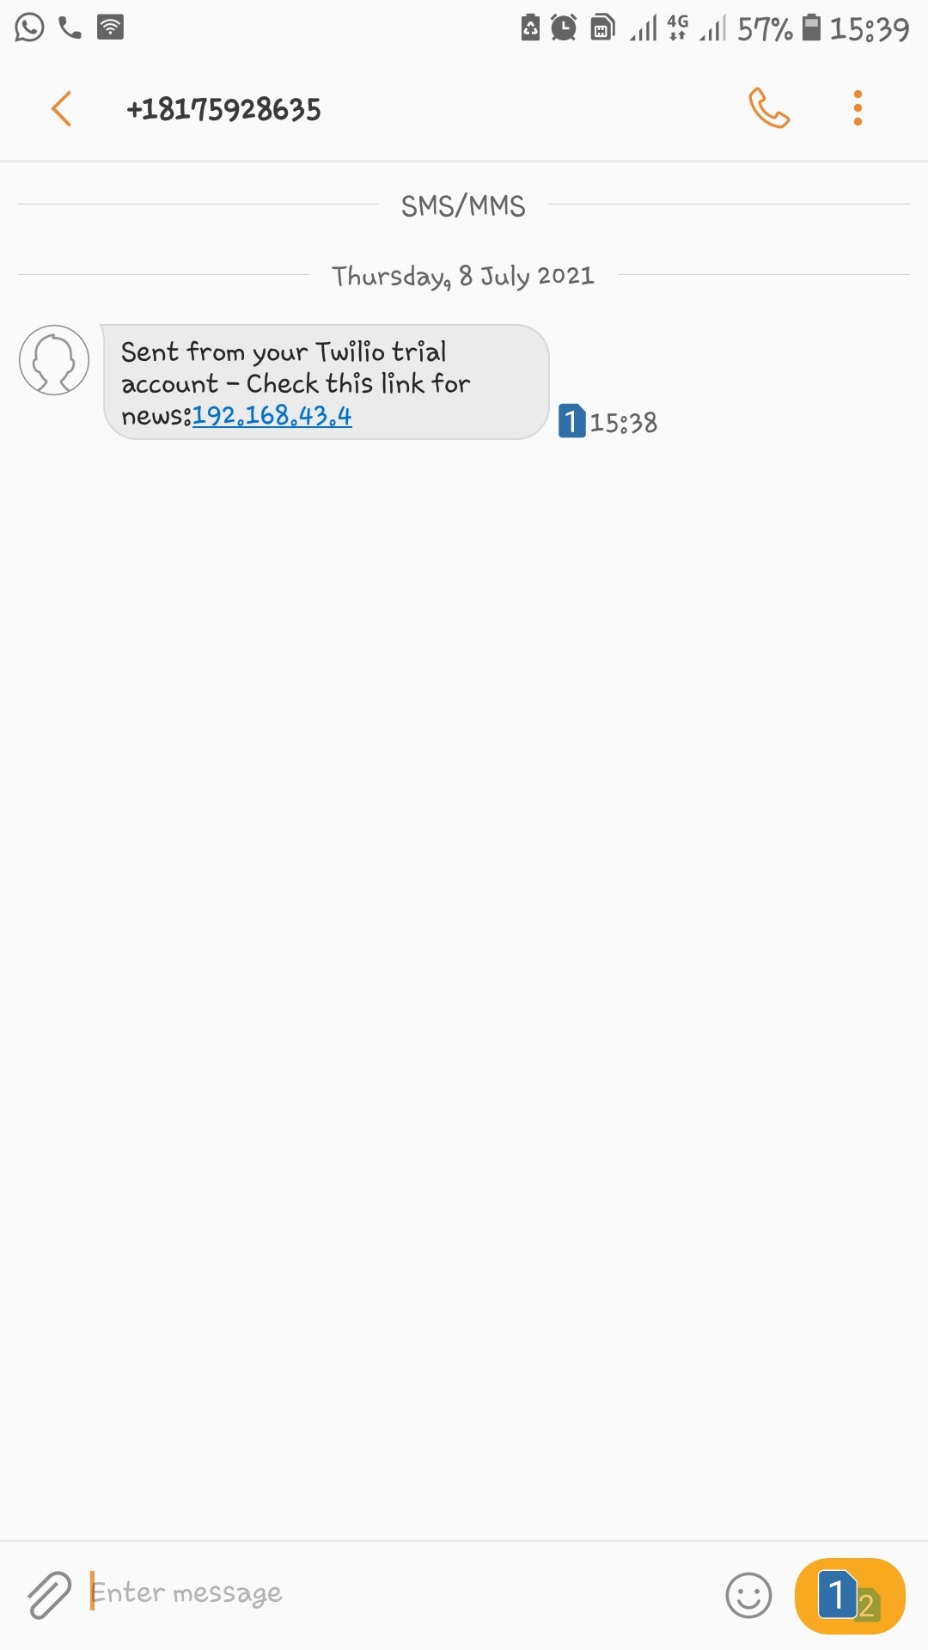 4G 57% 15:39
+18175928635
SMS/MMS
Thursday, 8 July 2021
Sent from your Twilio trial
account - Check this link for
news:192.168.43.4
1 15:38
Enter message
1 2